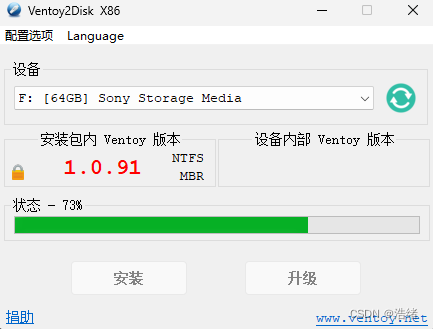 Ventoy2Disk X86
配置选项 Language
设备
F: [64GB] Sony Storage Media
安装包内 Ventoy 版本
设备内部 Ventoy 版本
1.0.91
NTFS
MBR
状态 - 73%
安装
升级
捐助
www.ventoy.net
CSDN @浩绪